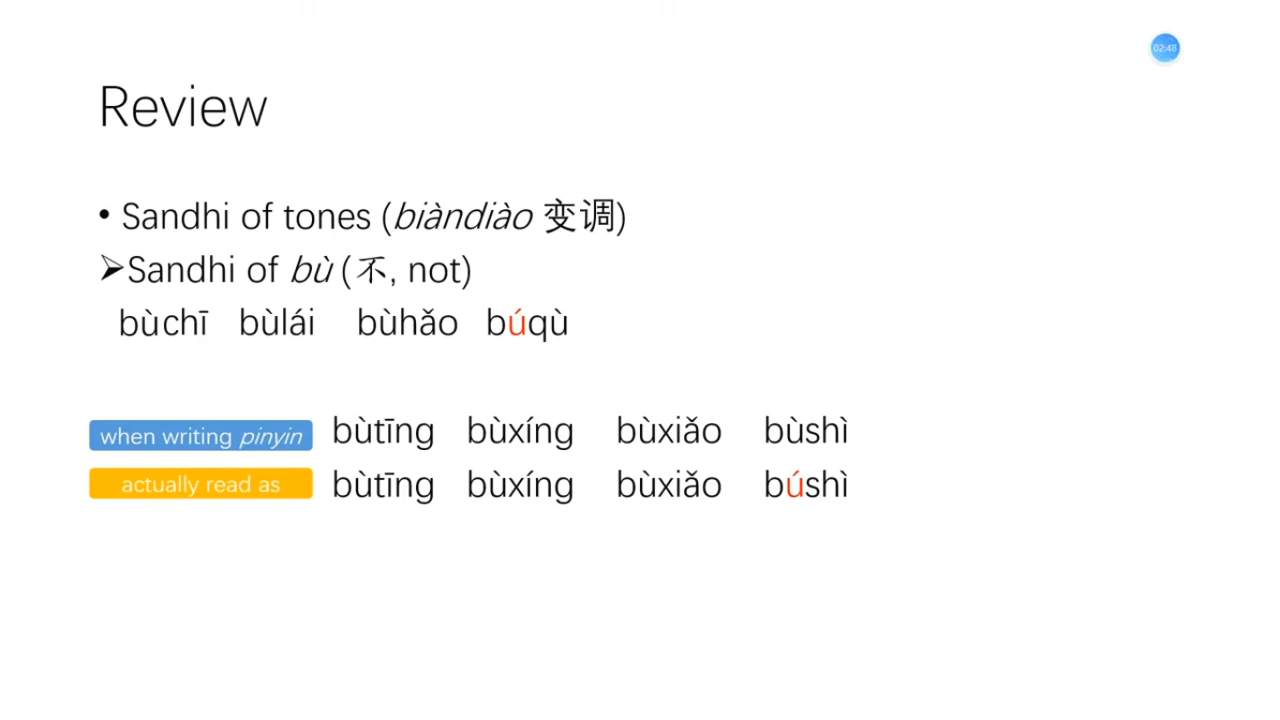 02:48
Review
• Sandhi of tones (biàndiào 变调)
➢Sandhi of bù (不, not)
bùchī bùlái bùhǎo búqù
when writing pinyin bùtīng bùxíng bùxiǎo bùshì
actually read as bùtīng bùxíng bùxiǎo búshì